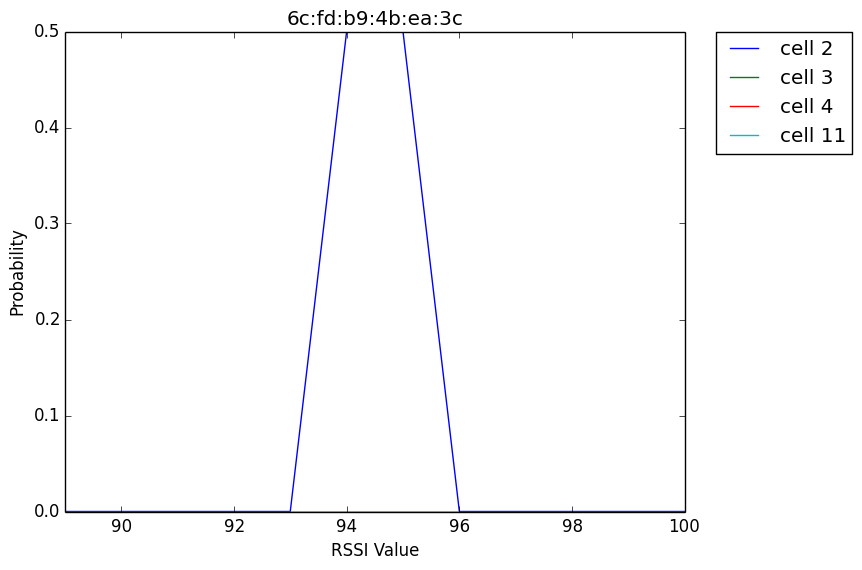 6c:fd:b9:4b:ea:3c
0.5
0.4
0.3
0.2
0.1
0.0
Probability
90 92 94 96 98 100
RSSI Value
cell 2
cell 3
cell 4
cell 11